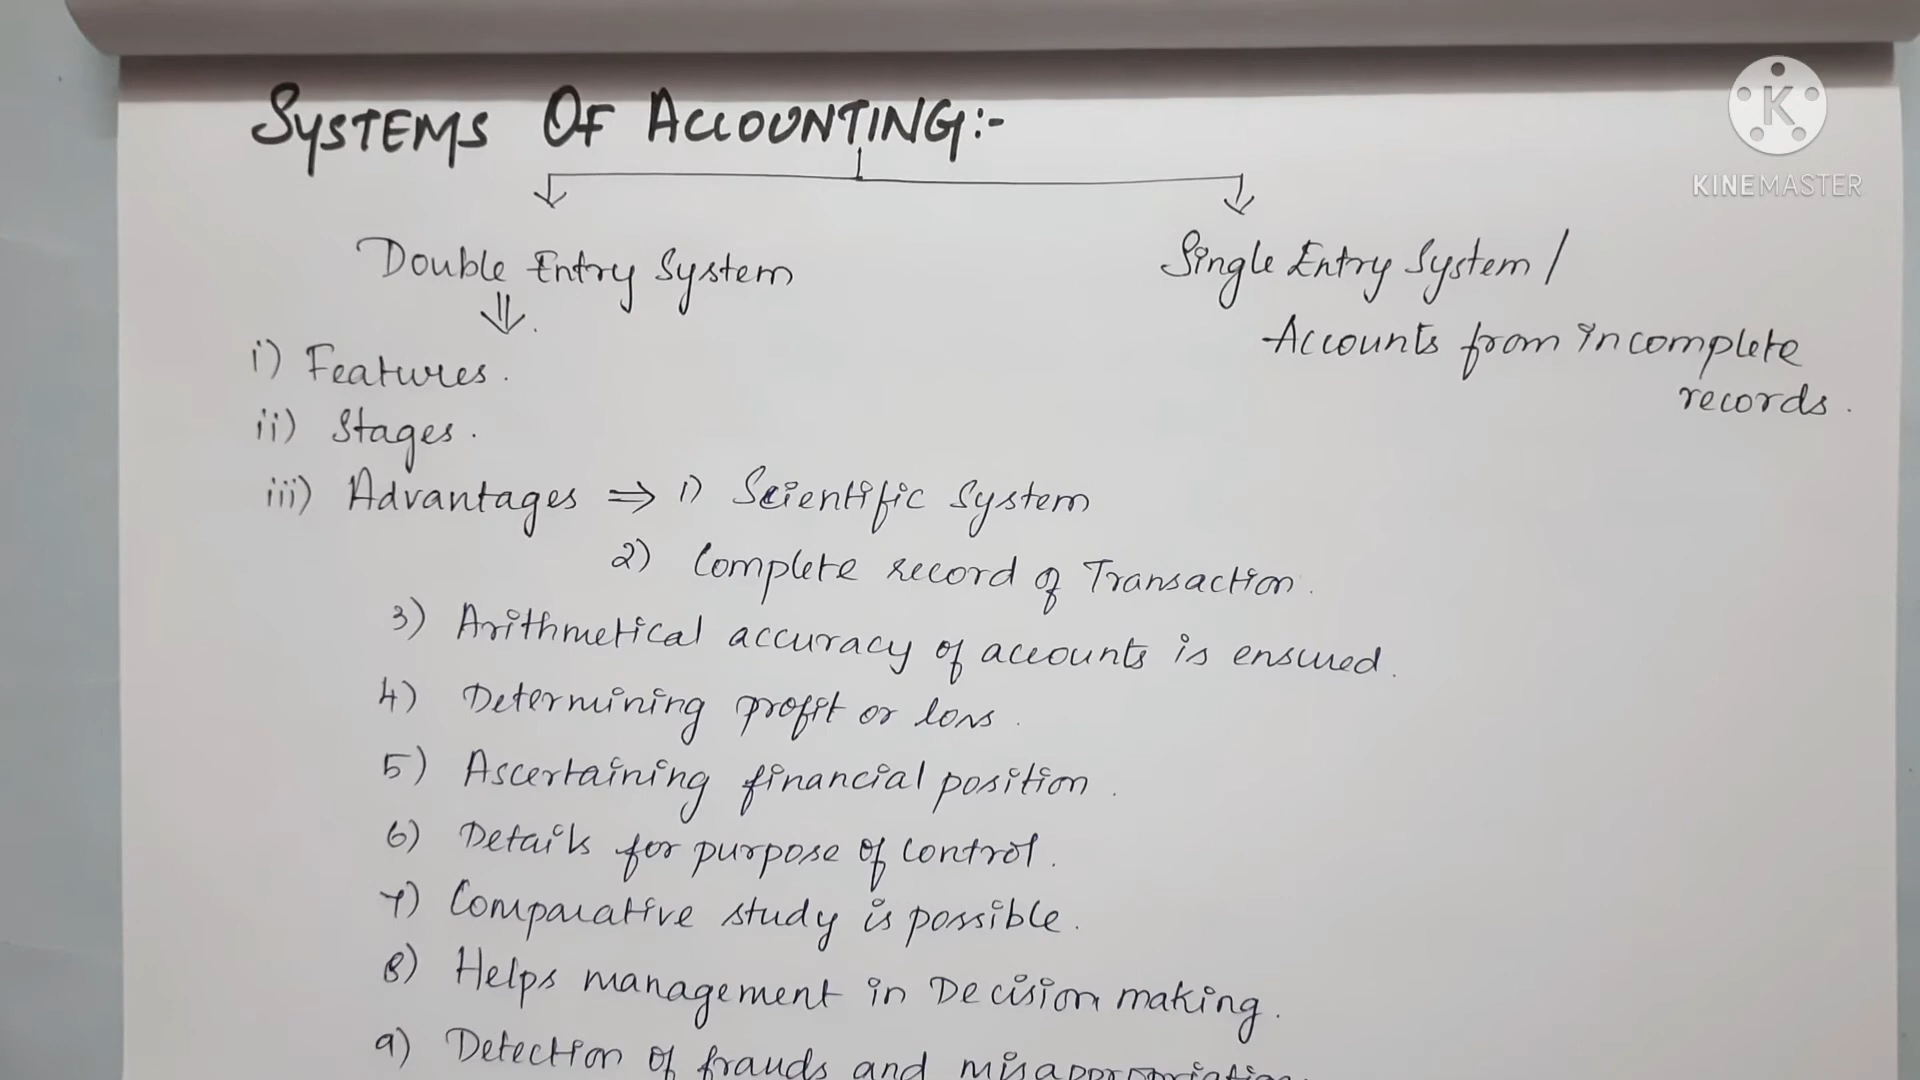 SYSTEMS OF ACCOUNTING:-
Double Entry System
Single Entry System /
Accounts from incomplete
records.
i) Features.
ii) Stages.
iii) Advantages ⇒ 1) Scientific System
2) Complete record of Transaction.
3) Arithmetical accuracy of accounts is ensured.
4) Determining profit or loss.
5) Ascertaining financial position.
6) Details for purpose of control.
7) Comparative study is possible.
8) Helps management in Decision making.
9) Detection of frauds and misappropriation.
K
KINEMASTER